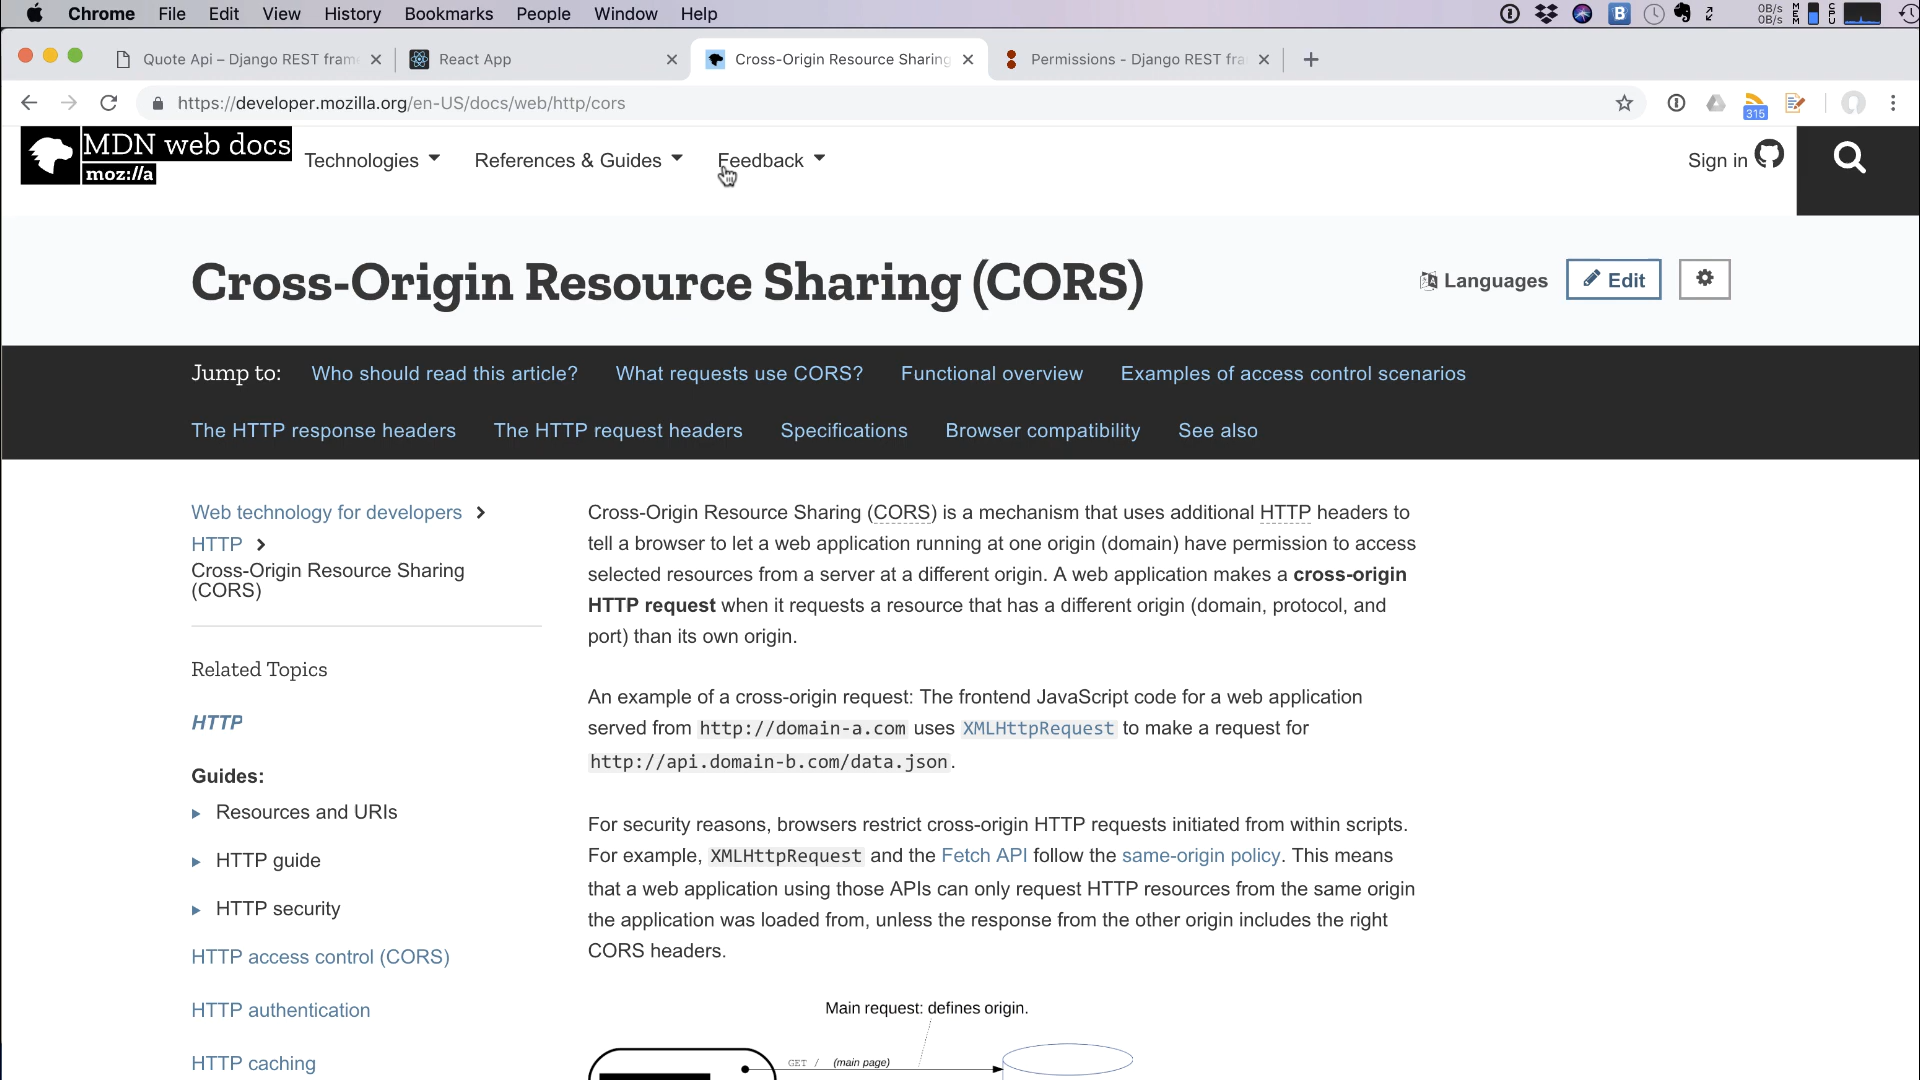 Chrome File Edit View History Bookmarks People Window Help
B
0B/s
0B/s
MEM
CPU
Quote Api – Django REST fram
React App
Cross-Origin Resource Sharing
Permissions - Django REST fra
https://developer.mozilla.org/en-US/docs/web/http/cors
315
MDN web docs
moz://a
Technologies
References & Guides
Feedback
Sign in
Cross-Origin Resource Sharing (CORS)
Languages
Edit
Jump to: Who should read this article? What requests use CORS? Functional overview Examples of access control scenarios
The HTTP response headers The HTTP request headers Specifications Browser compatibility See also
Web technology for developers
HTTP
Cross-Origin Resource Sharing
(CORS)
Related Topics
HTTP
Guides:
Resources and URIs
HTTP guide
HTTP security
HTTP access control (CORS)
HTTP authentication
HTTP caching
Cross-Origin Resource Sharing (CORS) is a mechanism that uses additional HTTP headers to
tell a browser to let a web application running at one origin (domain) have permission to access
selected resources from a server at a different origin. A web application makes a cross-origin
HTTP request when it requests a resource that has a different origin (domain, protocol, and
port) than its own origin.
An example of a cross-origin request: The frontend JavaScript code for a web application
served from http://domain-a.com uses XMLHttpRequest to make a request for
http://api.domain-b.com/data.json.
For security reasons, browsers restrict cross-origin HTTP requests initiated from within scripts.
For example, XMLHttpRequest and the Fetch API follow the same-origin policy. This means
that a web application using those APIs can only request HTTP resources from the same origin
the application was loaded from, unless the response from the other origin includes the right
CORS headers.
Main request: defines origin.
GET / (main page)